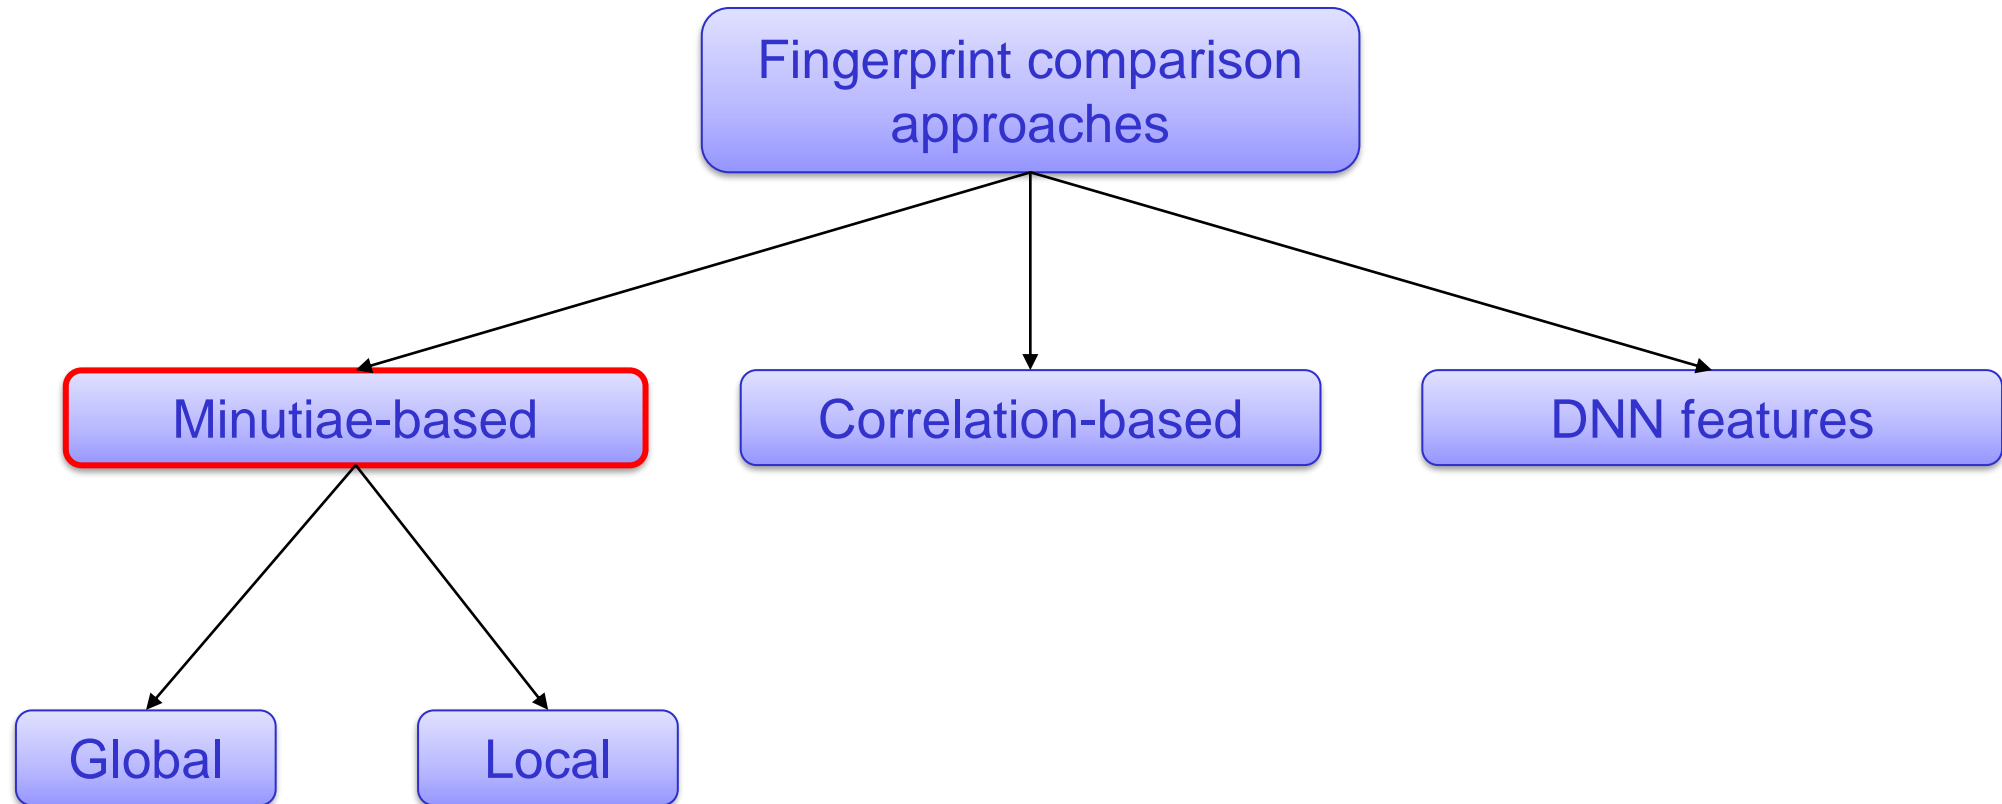 Fingerprint comparison
approaches
Minutiae-based
Correlation-based
DNN features
Global
Local